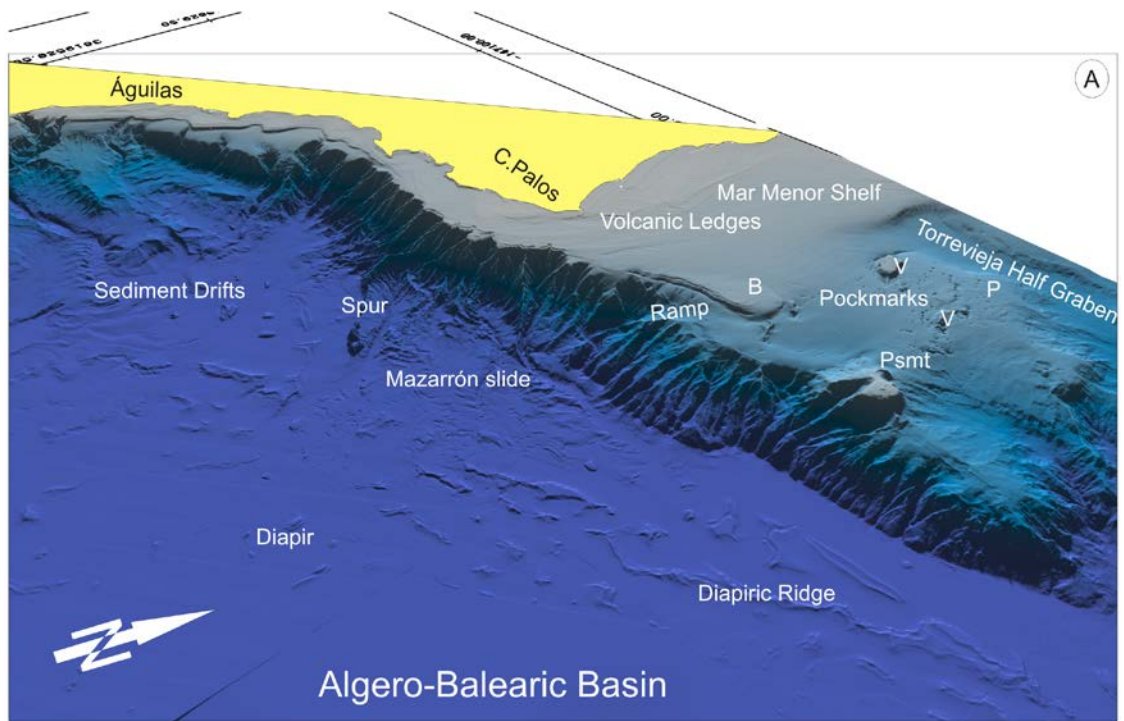 A
Águilas
C.Palos
Mar Menor Shelf
Volcanic Ledges
Torrevieja Half Graben
V
B
Pockmarks
P
Sediment Drifts
Spur
Ramp
V
Psmt
Mazarrón slide
Diapir
Diapiric Ridge
N
Algero-Balearic Basin